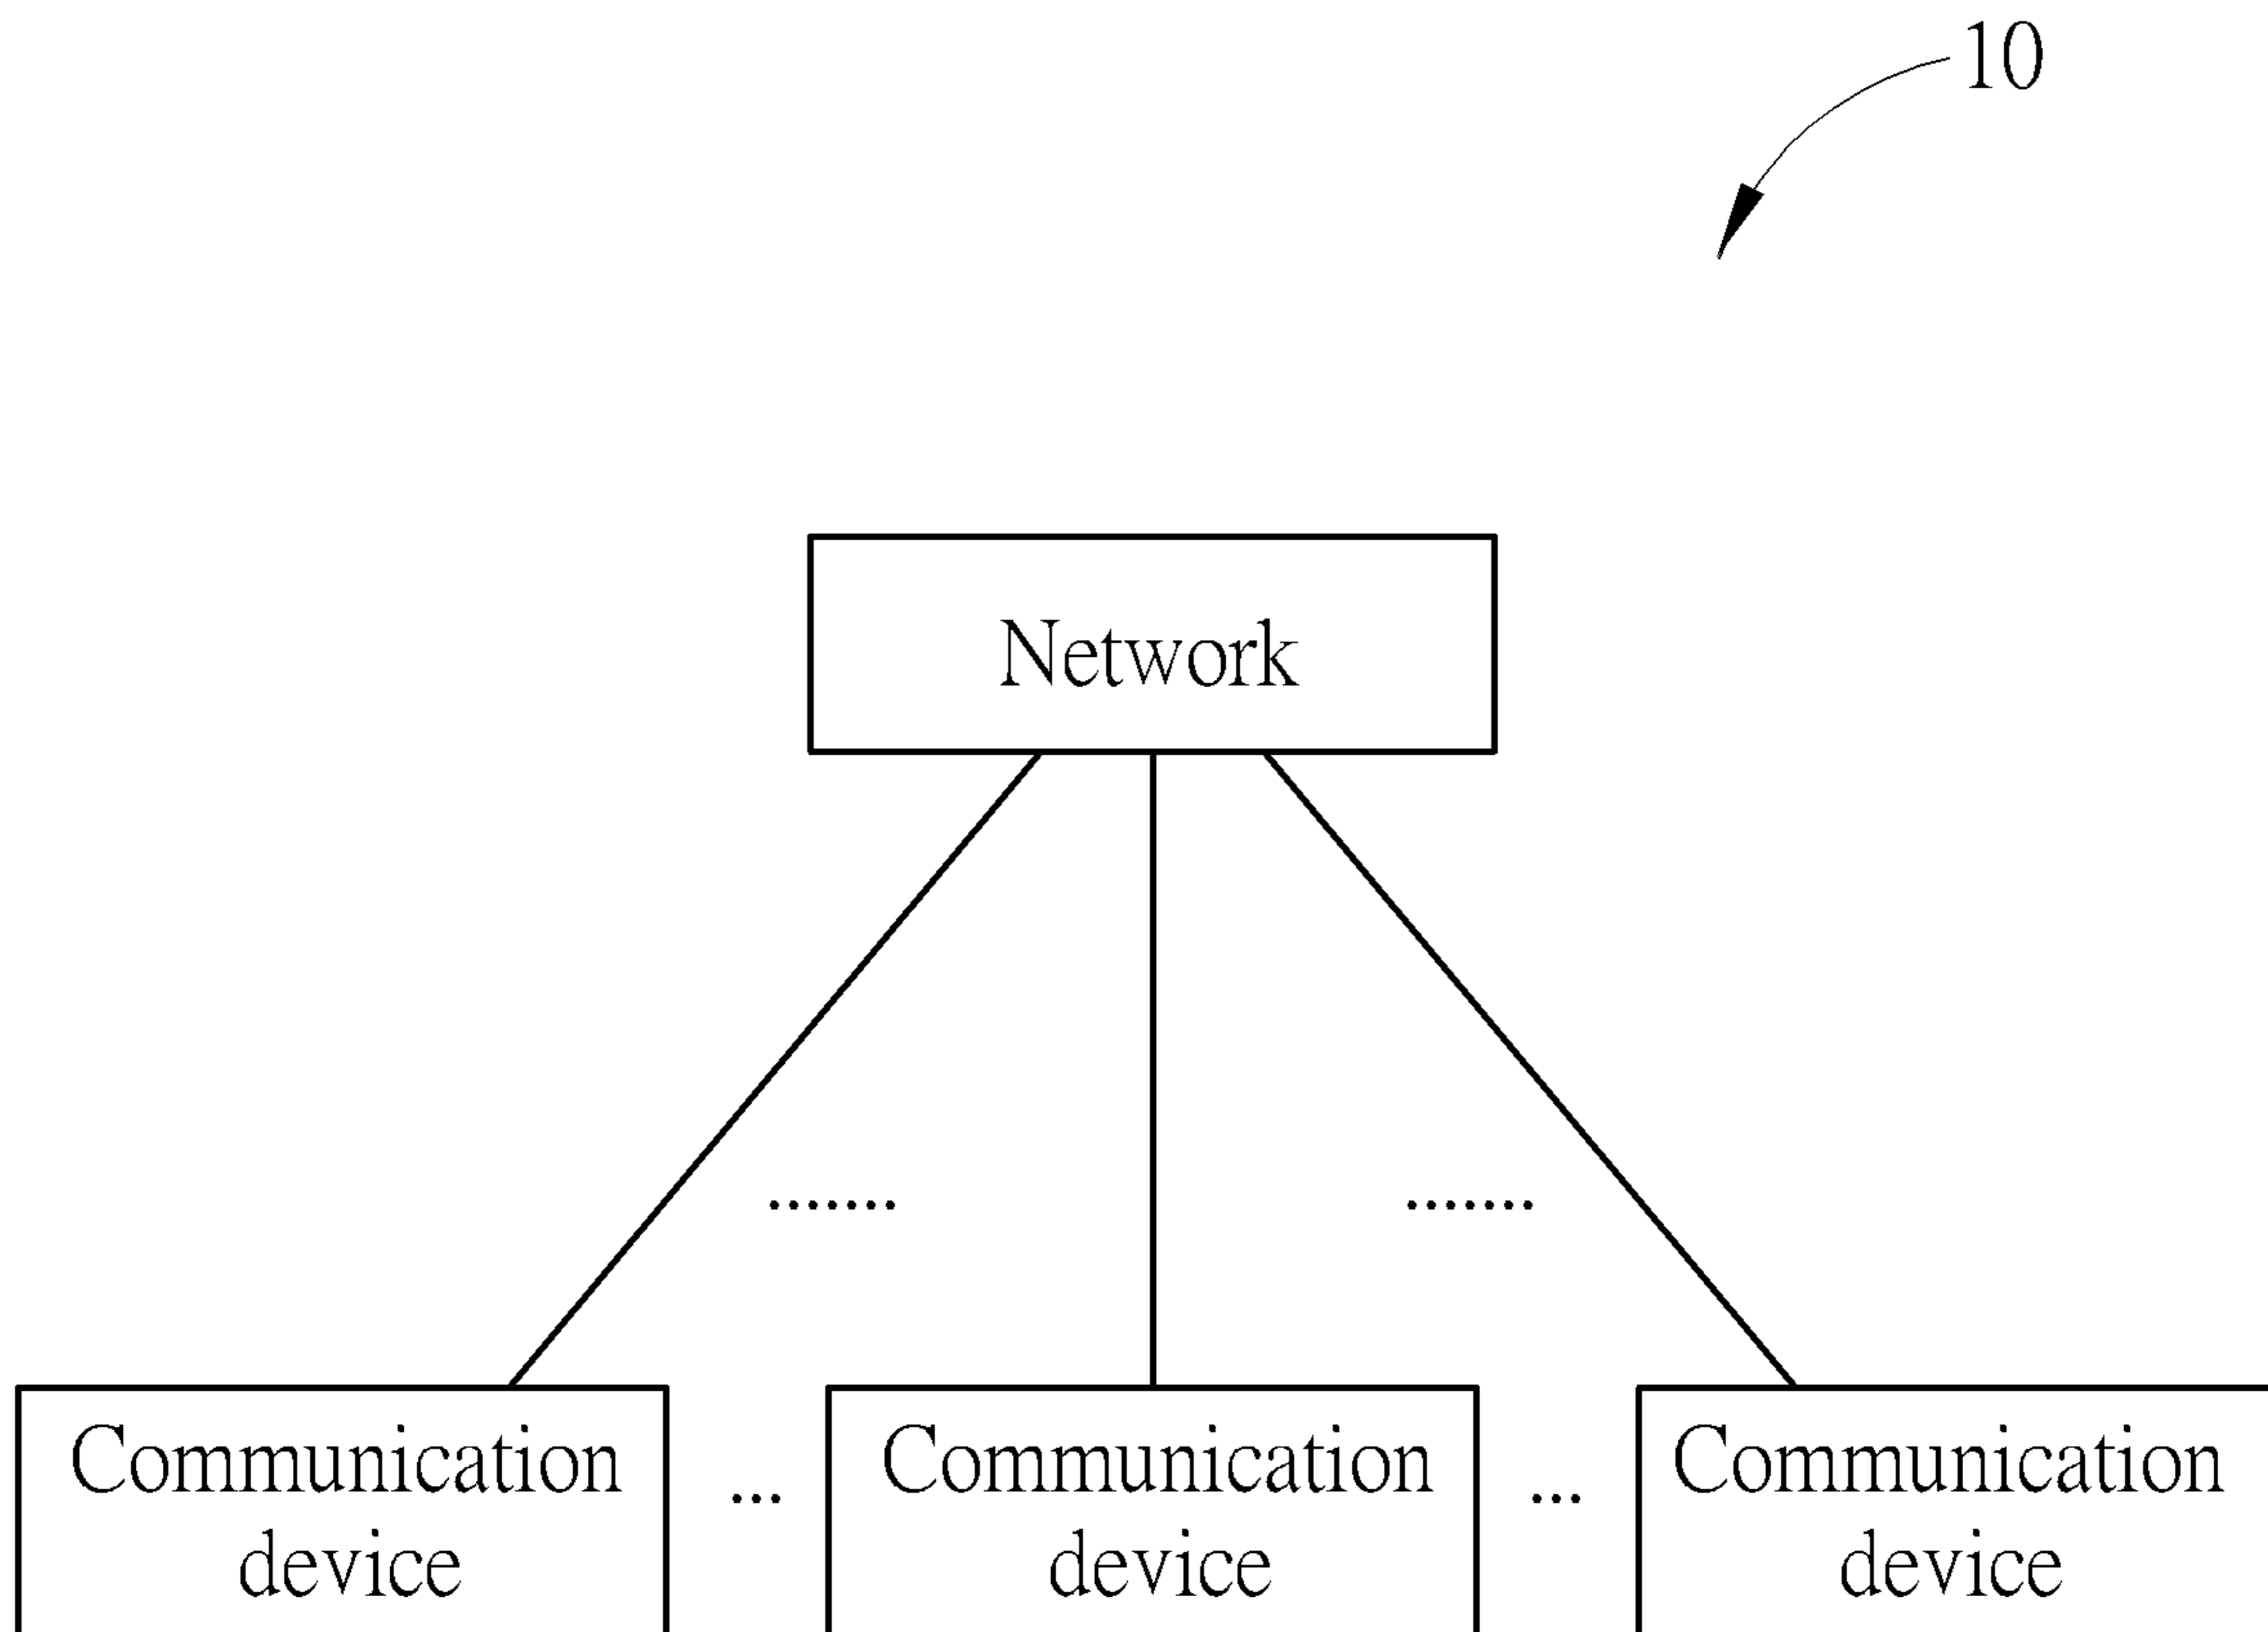 10
Network
.......
.......
Communication
device
...
Communication
device
...
Communication
device